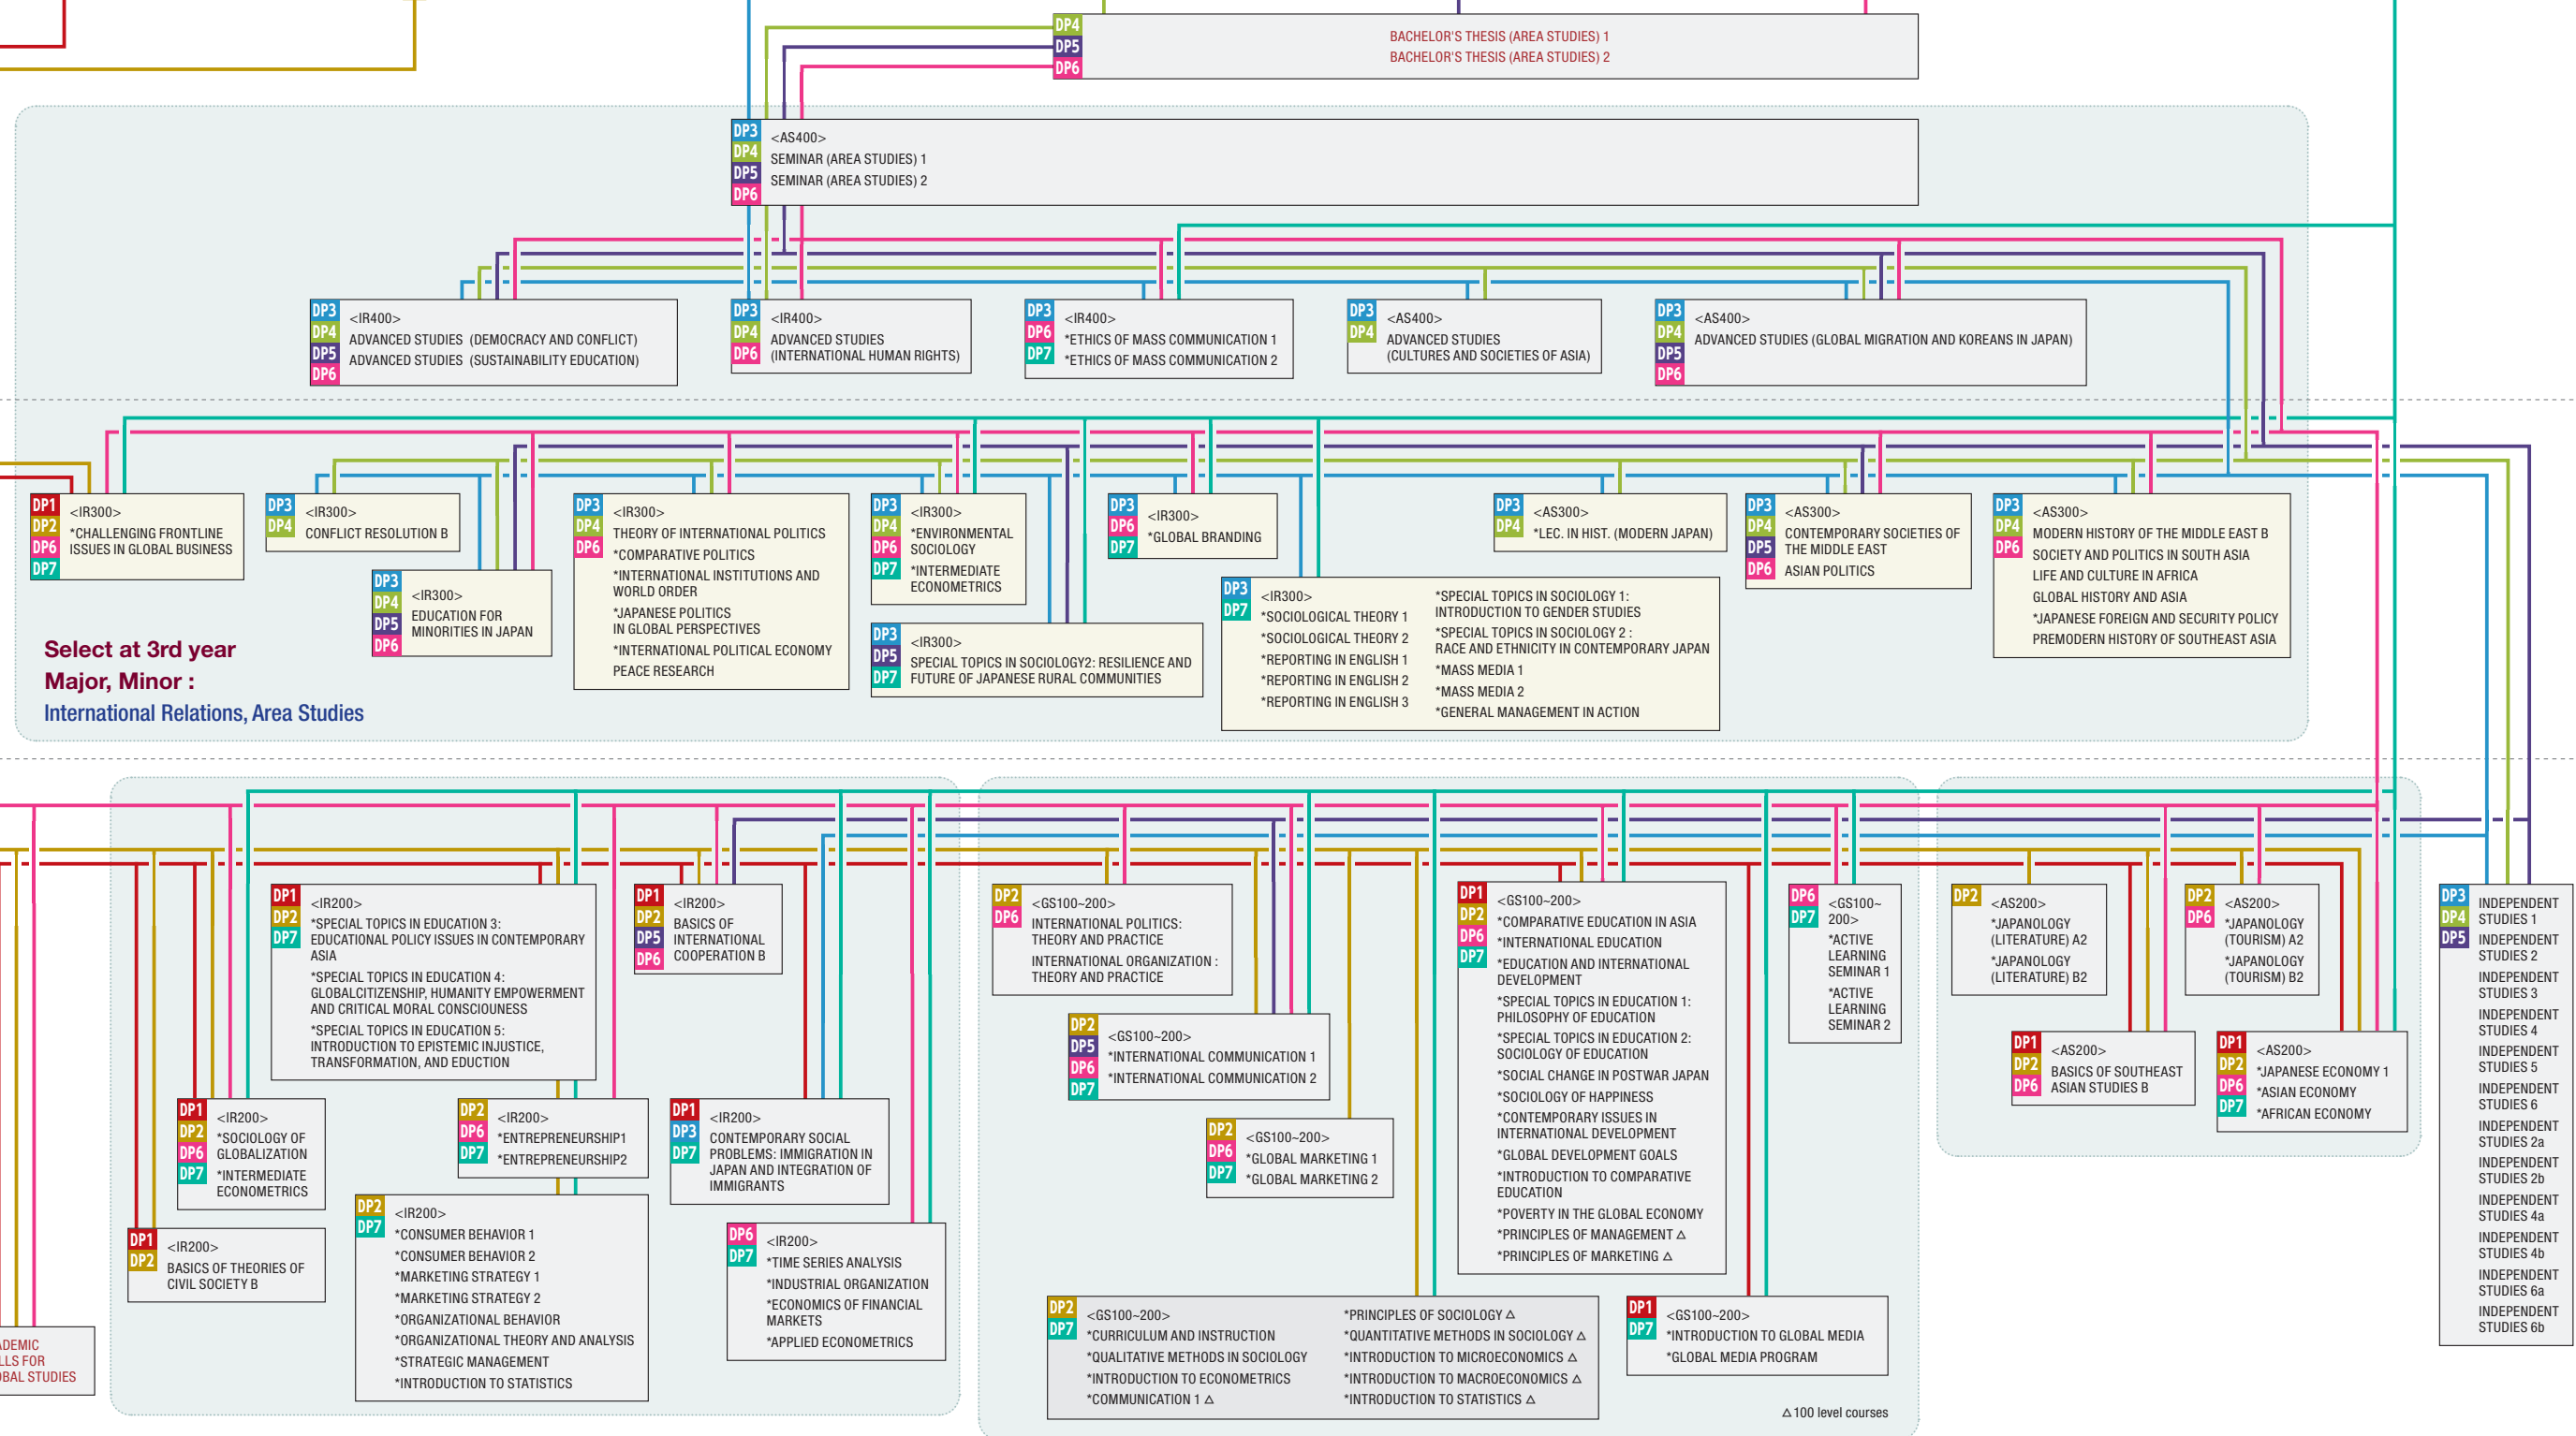 DP4
DP5
DP6
BACHELOR'S THESIS (AREA STUDIES) 1
BACHELOR'S THESIS (AREA STUDIES) 2
DP3
DP4
DP5
DP6
<AS400>
SEMINAR (AREA STUDIES) 1
SEMINAR (AREA STUDIES) 2
DP3
DP4
DP5
DP6
<IR400>
ADVANCED STUDIES (DEMOCRACY AND CONFLICT)
ADVANCED STUDIES (SUSTAINABILITY EDUCATION)
DP3
DP4
DP6
<IR400>
ADVANCED STUDIES
(INTERNATIONAL HUMAN RIGHTS)
DP3
DP6
DP7
<IR400>
*ETHICS OF MASS COMMUNICATION 1
*ETHICS OF MASS COMMUNICATION 2
DP3
DP4
<AS400>
ADVANCED STUDIES
(CULTURES AND SOCIETIES OF ASIA)
DP3
DP4
DP5
DP6
<AS400>
ADVANCED STUDIES (GLOBAL MIGRATION AND KOREANS IN JAPAN)
DP1
DP2
DP6
DP7
<IR300>
*CHALLENGING FRONTLINE
ISSUES IN GLOBAL BUSINESS
DP3
DP4
<IR300>
CONFLICT RESOLUTION B
DP3
DP4
DP5
DP6
<IR300>
EDUCATION FOR
MINORITIES IN JAPAN
DP3
DP4
DP6
<IR300>
THEORY OF INTERNATIONAL POLITICS
*COMPARATIVE POLITICS
*INTERNATIONAL INSTITUTIONS AND
WORLD ORDER
*JAPANESE POLITICS
IN GLOBAL PERSPECTIVES
*INTERNATIONAL POLITICAL ECONOMY
PEACE RESEARCH
DP3
DP4
DP6
DP7
<IR300>
*ENVIRONMENTAL
SOCIOLOGY
*INTERMEDIATE
ECONOMETRICS
DP3
DP5
DP7
<IR300>
SPECIAL TOPICS IN SOCIOLOGY2: RESILIENCE AND
FUTURE OF JAPANESE RURAL COMMUNITIES
DP3
DP6
DP7
<IR300>
*GLOBAL BRANDING
DP3
DP7
<IR300>
*SOCIOLOGICAL THEORY 1
*SOCIOLOGICAL THEORY 2
*REPORTING IN ENGLISH 1
*REPORTING IN ENGLISH 2
*REPORTING IN ENGLISH 3
*SPECIAL TOPICS IN SOCIOLOGY 1:
INTRODUCTION TO GENDER STUDIES
*SPECIAL TOPICS IN SOCIOLOGY 2 :
RACE AND ETHNICITY IN CONTEMPORARY JAPAN
*MASS MEDIA 1
*MASS MEDIA 2
*GENERAL MANAGEMENT IN ACTION
DP3
DP4
<AS300>
*LEC. IN HIST. (MODERN JAPAN)
DP3
DP4
DP5
DP6
<AS300>
CONTEMPORARY SOCIETIES OF
THE MIDDLE EAST
ASIAN POLITICS
DP3
DP4
DP6
<AS300>
MODERN HISTORY OF THE MIDDLE EAST B
SOCIETY AND POLITICS IN SOUTH ASIA
LIFE AND CULTURE IN AFRICA
GLOBAL HISTORY AND ASIA
*JAPANESE FOREIGN AND SECURITY POLICY
PREMODERN HISTORY OF SOUTHEAST ASIA
Select at 3rd year
Major, Minor :
International Relations, Area Studies
DP1
DP2
DP7
<IR200>
*SPECIAL TOPICS IN EDUCATION 3:
EDUCATIONAL POLICY ISSUES IN CONTEMPORARY
ASIA
*SPECIAL TOPICS IN EDUCATION 4:
GLOBALCITIZENSHIP, HUMANITY EMPOWERMENT
AND CRITICAL MORAL CONSCIOUNESS
*SPECIAL TOPICS IN EDUCATION 5:
INTRODUCTION TO EPISTEMIC INJUSTICE,
TRANSFORMATION, AND EDUCTION
DP1
DP2
DP5
DP6
<IR200>
BASICS OF
INTERNATIONAL
COOPERATION B
DP1
DP2
DP6
DP7
<IR200>
*SOCIOLOGY OF
GLOBALIZATION
*INTERMEDIATE
ECONOMETRICS
DP2
DP6
DP7
<IR200>
*ENTREPRENEURSHIP1
*ENTREPRENEURSHIP2
DP1
DP3
DP7
<IR200>
CONTEMPORARY SOCIAL
PROBLEMS: IMMIGRATION IN
JAPAN AND INTEGRATION OF
IMMIGRANTS
DP1
DP2
<IR200>
BASICS OF THEORIES OF
CIVIL SOCIETY B
DP2
DP7
<IR200>
*CONSUMER BEHAVIOR 1
*CONSUMER BEHAVIOR 2
*MARKETING STRATEGY 1
*MARKETING STRATEGY 2
*ORGANIZATIONAL BEHAVIOR
*ORGANIZATIONAL THEORY AND ANALYSIS
*STRATEGIC MANAGEMENT
*INTRODUCTION TO STATISTICS
DP6
DP7
<IR200>
*TIME SERIES ANALYSIS
*INDUSTRIAL ORGANIZATION
*ECONOMICS OF FINANCIAL
MARKETS
*APPLIED ECONOMETRICS
DEMIC
LLS FOR
BAL STUDIES
DP2
DP6
<GS100~200>
INTERNATIONAL POLITICS:
THEORY AND PRACTICE
INTERNATIONAL ORGANIZATION :
THEORY AND PRACTICE
DP2
DP5
DP6
DP7
<GS100~200>
*INTERNATIONAL COMMUNICATION 1
*INTERNATIONAL COMMUNICATION 2
DP2
DP6
DP7
<GS100~200>
*GLOBAL MARKETING 1
*GLOBAL MARKETING 2
DP1
DP2
DP6
DP7
<GS100~200>
*COMPARATIVE EDUCATION IN ASIA
*INTERNATIONAL EDUCATION
*EDUCATION AND INTERNATIONAL
DEVELOPMENT
*SPECIAL TOPICS IN EDUCATION 1:
PHILOSOPHY OF EDUCATION
*SPECIAL TOPICS IN EDUCATION 2:
SOCIOLOGY OF EDUCATION
*SOCIAL CHANGE IN POSTWAR JAPAN
*SOCIOLOGY OF HAPPINESS
*CONTEMPORARY ISSUES IN
INTERNATIONAL DEVELOPMENT
*GLOBAL DEVELOPMENT GOALS
*INTRODUCTION TO COMPARATIVE
EDUCATION
*POVERTY IN THE GLOBAL ECONOMY
*PRINCIPLES OF MANAGEMENT △
*PRINCIPLES OF MARKETING △
DP6
DP7
<GS100~
200>
*ACTIVE
LEARNING
SEMINAR 1
*ACTIVE
LEARNING
SEMINAR 2
DP2
DP7
<GS100~200>
*CURRICULUM AND INSTRUCTION
*QUALITATIVE METHODS IN SOCIOLOGY
*INTRODUCTION TO ECONOMETRICS
*COMMUNICATION 1 △
*PRINCIPLES OF SOCIOLOGY △
*QUANTITATIVE METHODS IN SOCIOLOGY △
*INTRODUCTION TO MICROECONOMICS △
*INTRODUCTION TO MACROECONOMICS △
*INTRODUCTION TO STATISTICS △
DP1
DP7
<GS100~200>
*INTRODUCTION TO GLOBAL MEDIA
*GLOBAL MEDIA PROGRAM
△100 level courses
DP2
<AS200>
*JAPANOLOGY
(LITERATURE) A2
*JAPANOLOGY
(LITERATURE) B2
DP2
DP6
<AS200>
*JAPANOLOGY
(TOURISM) A2
*JAPANOLOGY
(TOURISM) B2
DP1
DP2
DP6
<AS200>
BASICS OF SOUTHEAST
ASIAN STUDIES B
DP1
DP2
DP6
DP7
<AS200>
*JAPANESE ECONOMY 1
*ASIAN ECONOMY
*AFRICAN ECONOMY
DP3
DP4
DP5
INDEPENDENT
STUDIES 1
INDEPENDENT
STUDIES 2
INDEPENDENT
STUDIES 3
INDEPENDENT
STUDIES 4
INDEPENDENT
STUDIES 5
INDEPENDENT
STUDIES 6
INDEPENDENT
STUDIES 2a
INDEPENDENT
STUDIES 2b
INDEPENDENT
STUDIES 4a
INDEPENDENT
STUDIES 4b
INDEPENDENT
STUDIES 6a
INDEPENDENT
STUDIES 6b